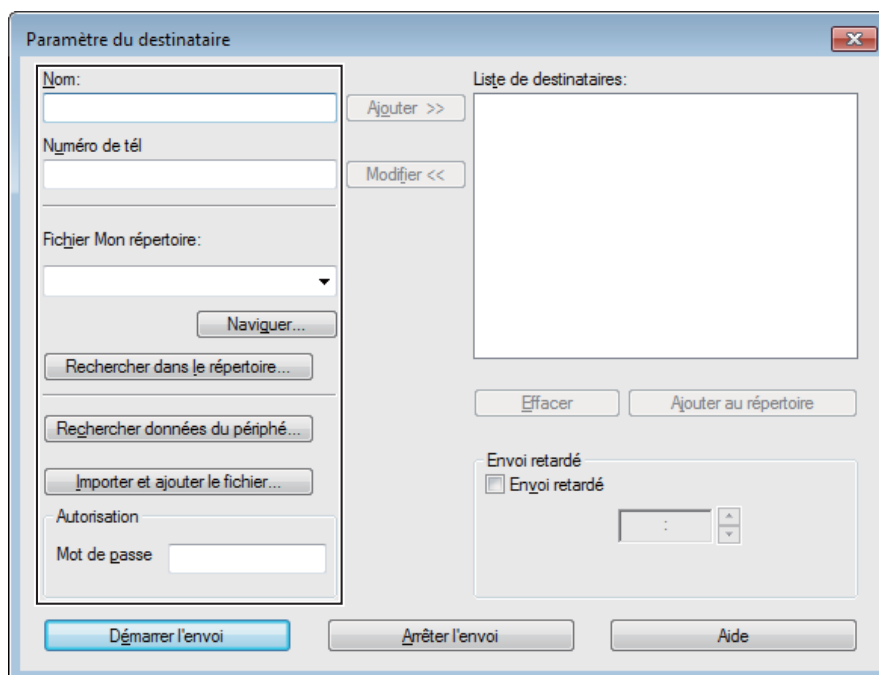 Paramètre du destinataire
Nom:
Ajouter >>
Numéro de tél
Modifier <<
Fichier Mon répertoire:
Naviguer...
Rechercher dans le répertoire...
Rechercher données du périphé...
Importer et ajouter le fichier...
Autorisation
Mot de passe
Liste de destinataires:
Effacer
Ajouter au répertoire
Envoi retardé
Envoi retardé
:
Démarrer l'envoi
Arrêter l'envoi
Aide